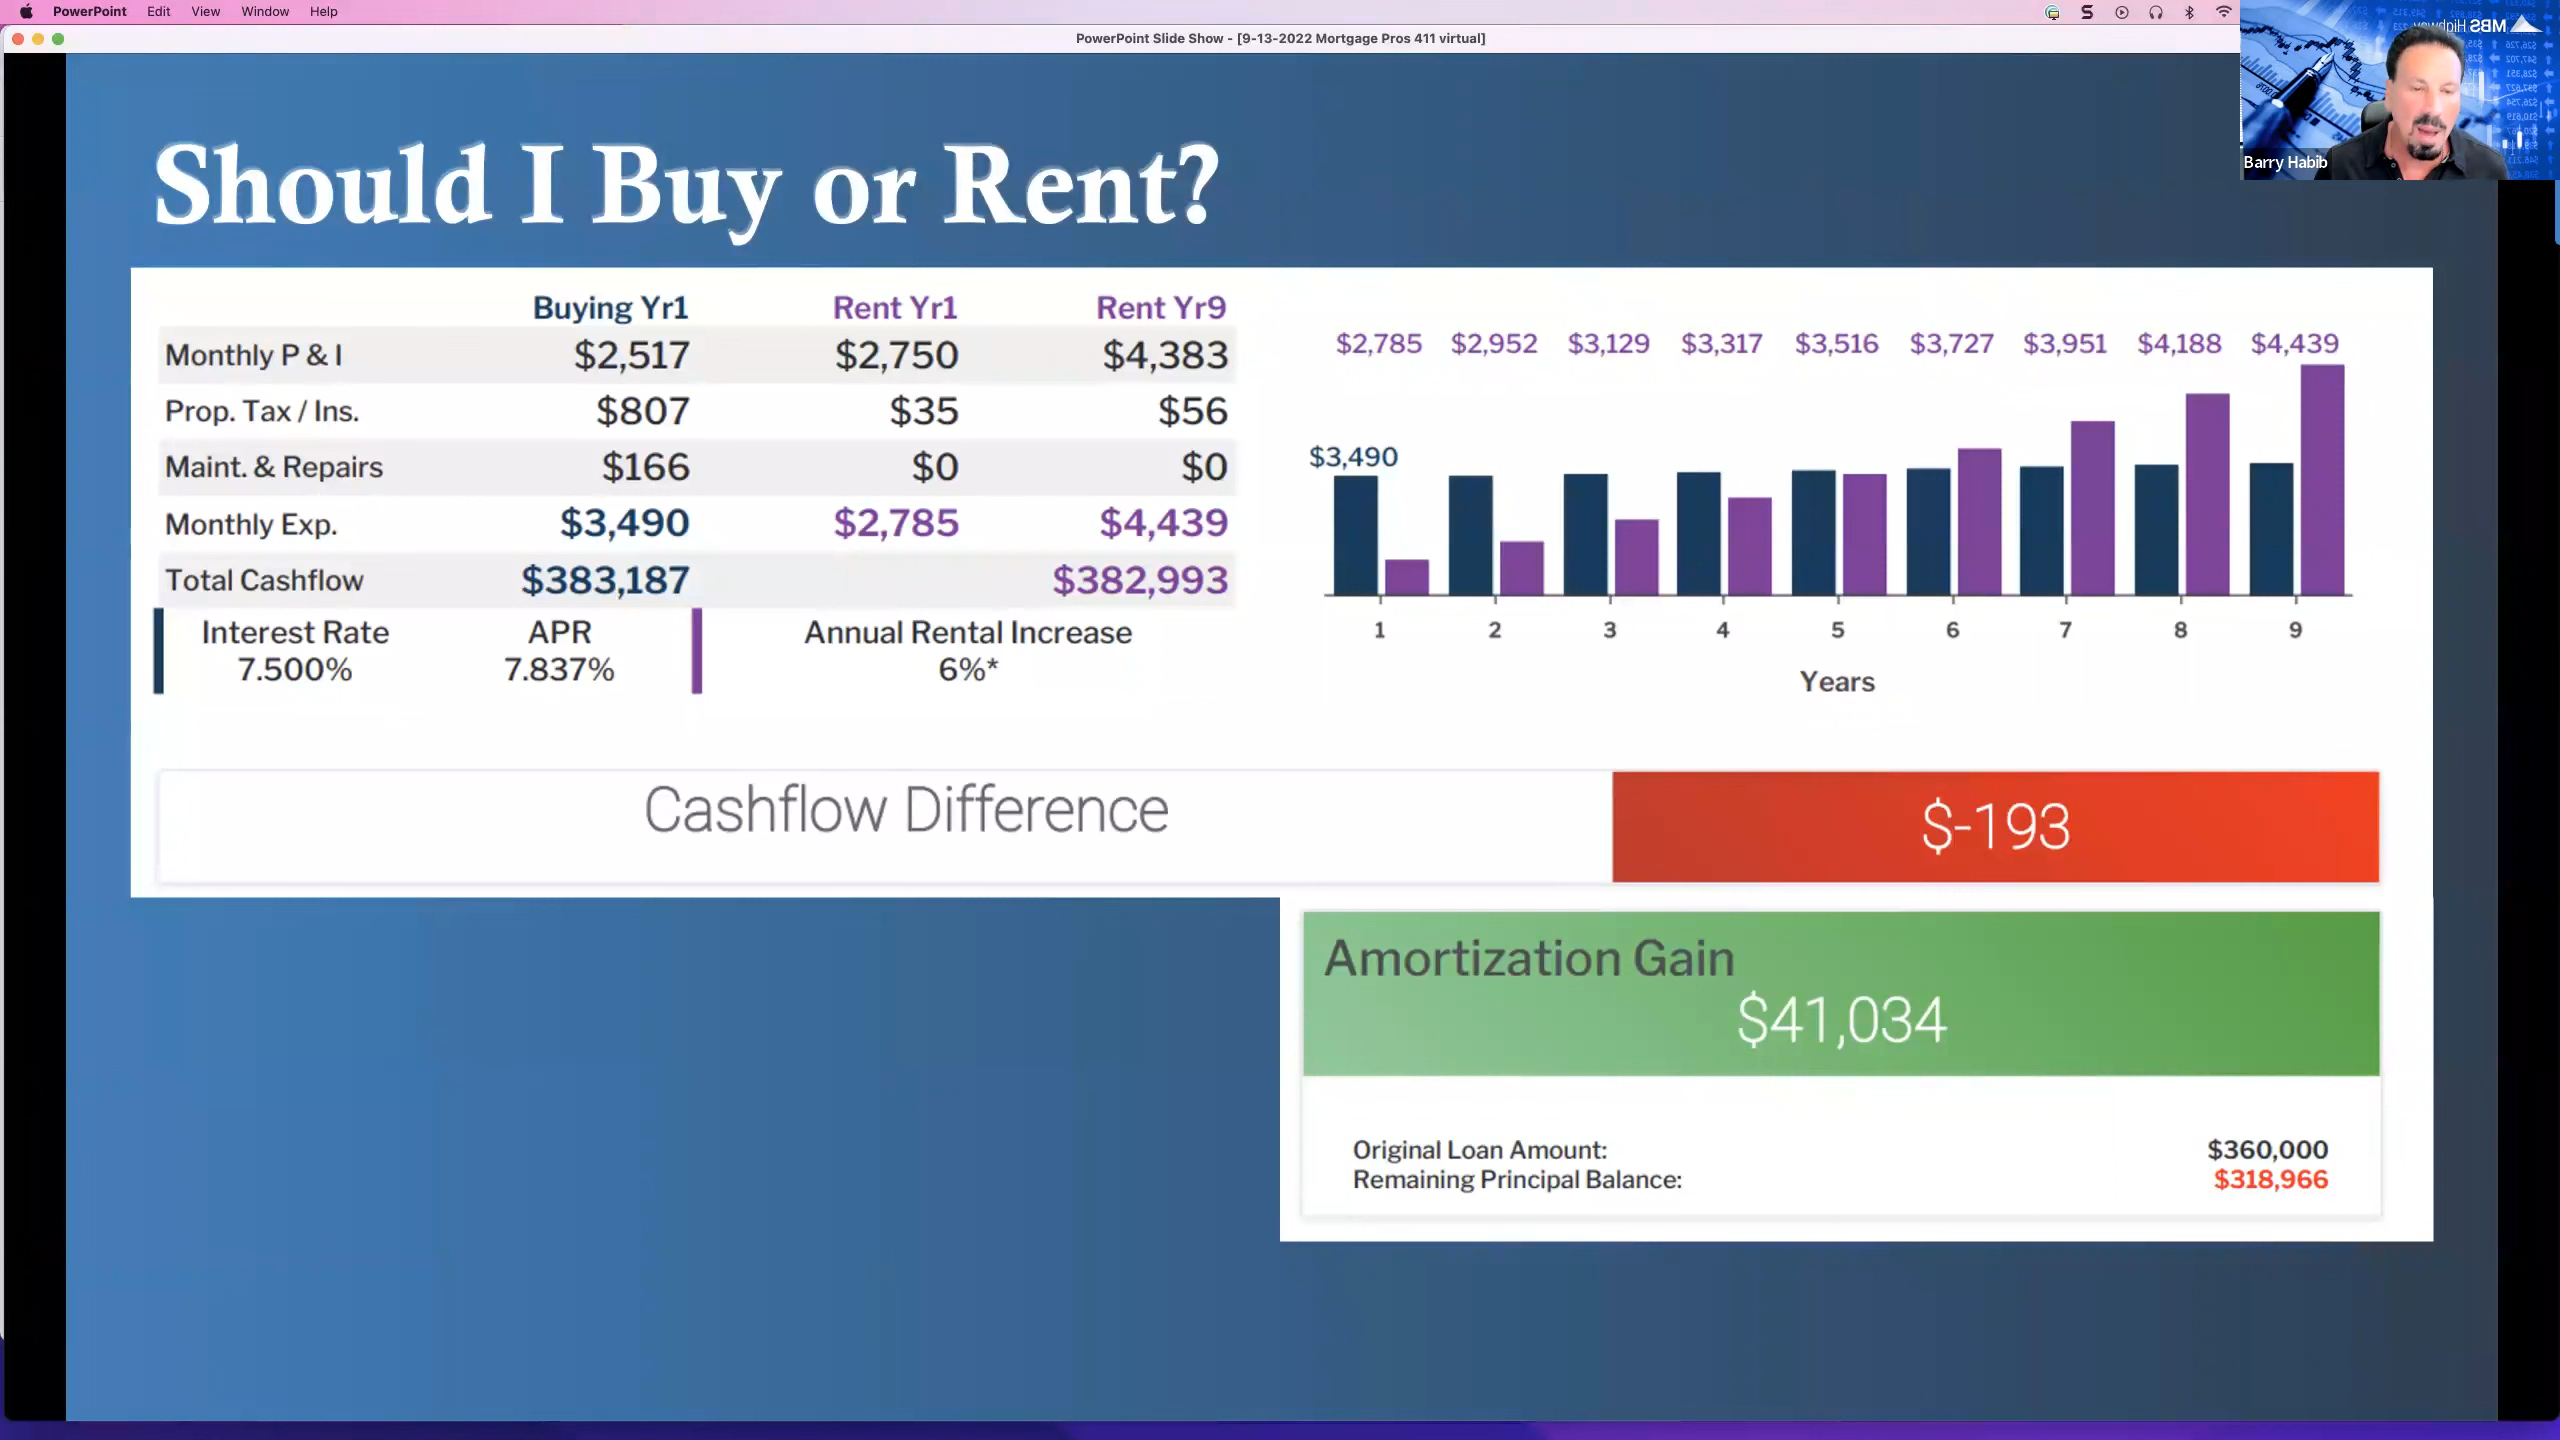 PowerPoint Edit View Window Help
PowerPoint Slide Show - [9-13-2022 Mortgage Pros 411 virtual]
MBS Highway
Barry Habib
Should I Buy or Rent?
Buying Yr1 Rent Yr1 Rent Yr9
Monthly P & I $2,517 $2,750 $4,383
Prop. Tax / Ins. $807 $35 $56
Maint. & Repairs $166 $0 $0
Monthly Exp. $3,490 $2,785 $4,439
Total Cashflow $383,187 $382,993
Interest Rate APR Annual Rental Increase
7.500% 7.837% 6%*
$2,785 $2,952 $3,129 $3,317 $3,516 $3,727 $3,951 $4,188 $4,439
$3,490
1 2 3 4 5 6 7 8 9
Years
Cashflow Difference $-193
Amortization Gain
$41,034
Original Loan Amount: $360,000
Remaining Principal Balance: $318,966